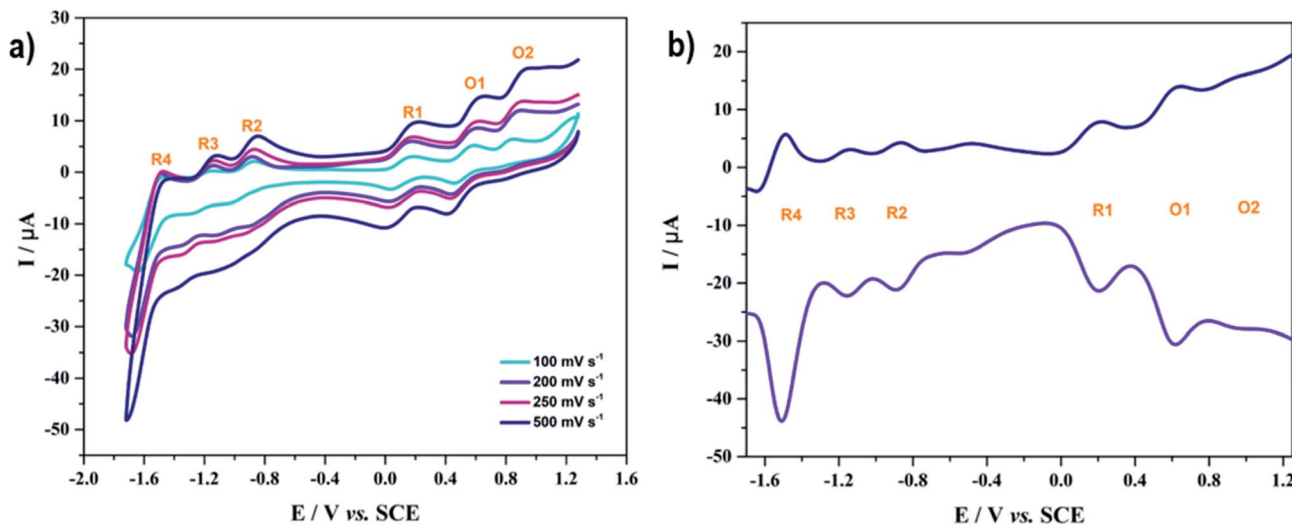 a)
30
20
10
0
-10
-20
-30
-40
-50
I / μA
R4
R3
R2
R1
O1
O2
100 mV s⁻¹
200 mV s⁻¹
250 mV s⁻¹
500 mV s⁻¹
-2.0 -1.6 -1.2 -0.8 -0.4 0.0 0.4 0.8 1.2 1.6
E / V vs. SCE
b)
20
10
0
-10
-20
-30
-40
-50
I / μA
R4 R3 R2 R1 O1 O2
-1.6 -1.2 -0.8 -0.4 0.0 0.4 0.8 1.2
E / V vs. SCE